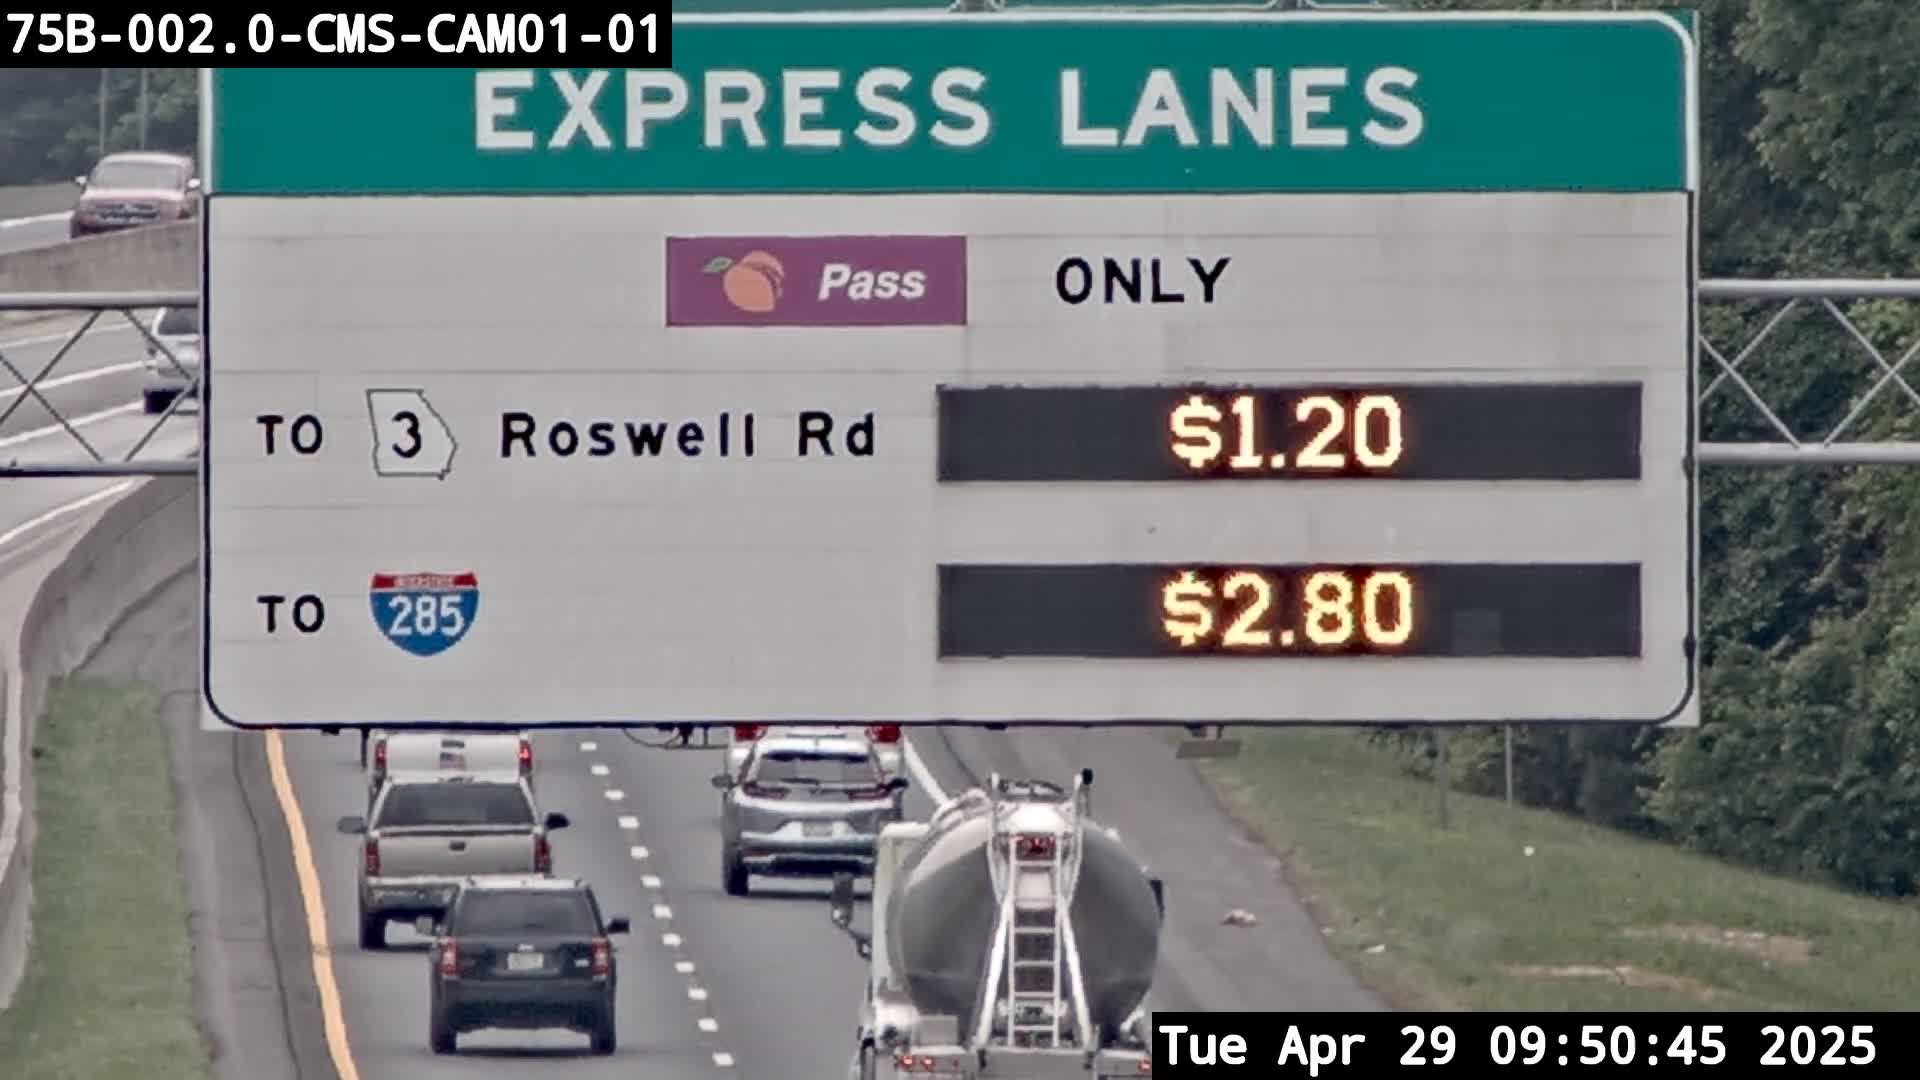 75B-002.0-CMS-CAM01-01
EXPRESS LANES
Pass ONLY
TO 3 Roswell Rd $1.20
TO INTERSTATE 285 $2.80
Tue Apr 29 09:50:45 2025